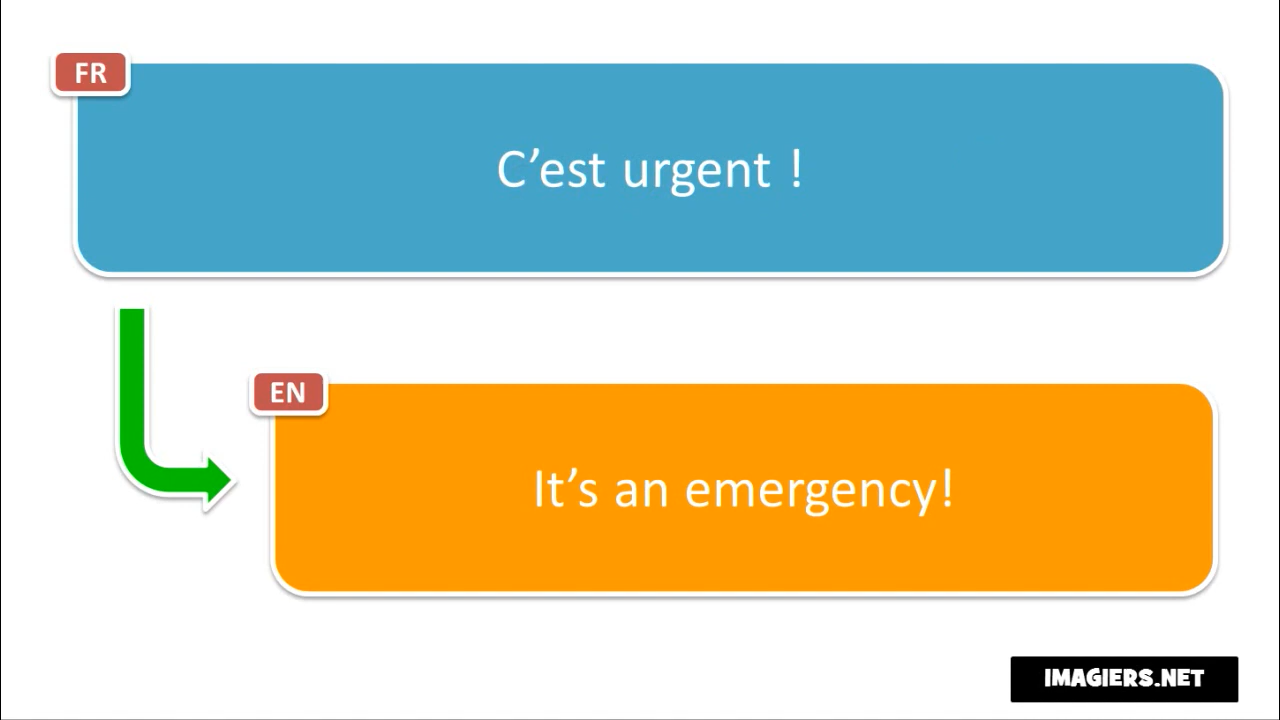 FR
C’est urgent !
EN
It’s an emergency!
IMAGIERS.NET